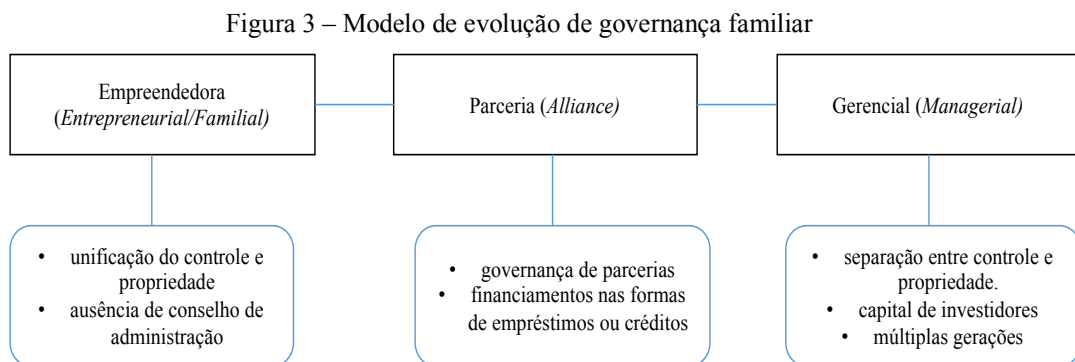 Figura 3 – Modelo de evolução de governança familiar
Empreendedora
(Entrepreneurial/Familial)
Parceria (Alliance)
Gerencial (Managerial)
• unificação do controle e
propriedade
• ausência de conselho de
administração
• governança de parcerias
• financiamentos nas formas
de empréstimos ou créditos
• separação entre controle e
propriedade.
• capital de investidores
• múltiplas gerações